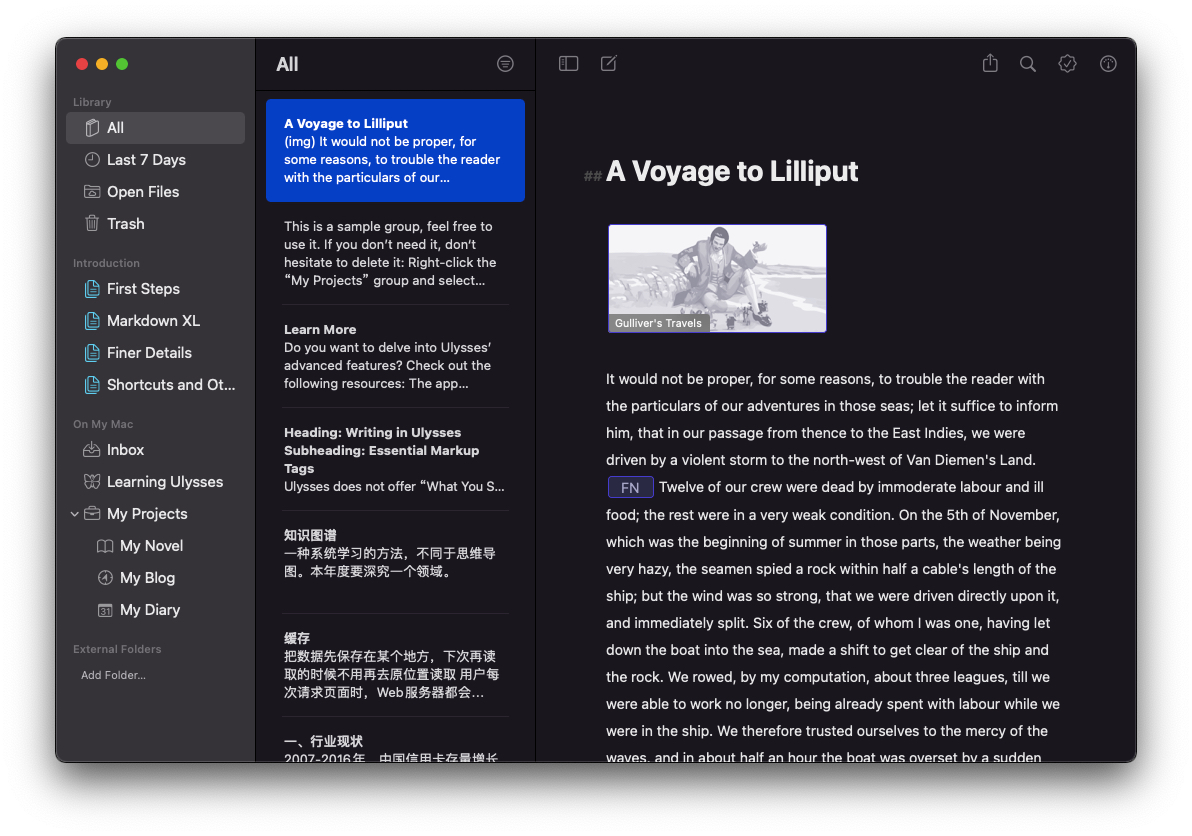 Library
All
Last 7 Days
Open Files
Trash
Introduction
First Steps
Markdown XL
Finer Details
Shortcuts and Ot...
On My Mac
Inbox
Learning Ulysses
My Projects
My Novel
My Blog
31 My Diary
External Folders
Add Folder...
All
A Voyage to Lilliput
(img) It would not be proper, for
some reasons, to trouble the reader
with the particulars of our...
This is a sample group, feel free to
use it. If you don’t need it, don’t
hesitate to delete it: Right-click the
“My Projects” group and select...
Learn More
Do you want to delve into Ulysses’
advanced features? Check out the
following resources: The app...
Heading: Writing in Ulysses
Subheading: Essential Markup
Tags
Ulysses does not offer “What You S...
知识图谱
一种系统学习的方法，不同于思维导
图。本年度要深究一个领域。
缓存
把数据先保存在某个地方，下次再读
取的时候不用再去原位置读取 用户每
次请求页面时，Web服务器都会...
一、行业现状
2007-2016年，中国信用卡存量增长
## A Voyage to Lilliput
Gulliver's Travels
It would not be proper, for some reasons, to trouble the reader with
the particulars of our adventures in those seas; let it suffice to inform
him, that in our passage from thence to the East Indies, we were
driven by a violent storm to the north-west of Van Diemen's Land.
FN Twelve of our crew were dead by immoderate labour and ill
food; the rest were in a very weak condition. On the 5th of November,
which was the beginning of summer in those parts, the weather being
very hazy, the seamen spied a rock within half a cable's length of the
ship; but the wind was so strong, that we were driven directly upon it,
and immediately split. Six of the crew, of whom I was one, having let
down the boat into the sea, made a shift to get clear of the ship and
the rock. We rowed, by my computation, about three leagues, till we
were able to work no longer, being already spent with labour while we
were in the ship. We therefore trusted ourselves to the mercy of the
waves, and in about half an hour the boat was overset by a sudden